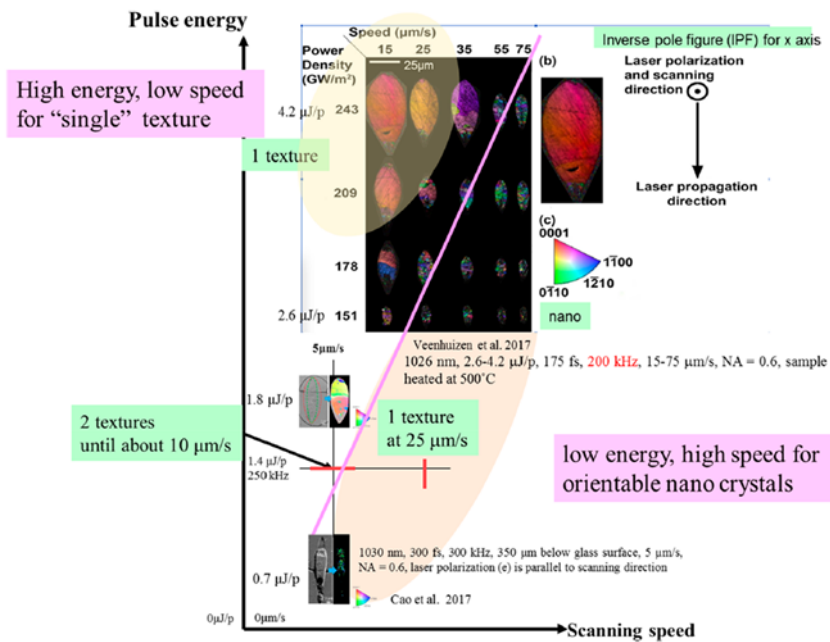 Pulse energy
Speed (µm/s)
Power
Density
(GW/m²)
15 25 35 55 75
25µm
Inverse pole figure (IPF) for x axis
(b)
Laser polarization
and scanning
direction
High energy, low speed
for “single” texture
4.2 µJ/p
243
1 texture
209
Laser propagation
direction
(c)
0001
11̄00
12̄10
01̄10
178
2.6 µJ/p
151
nano
Veenhuizen et al. 2017
1026 nm, 2.6-4.2 µJ/p, 175 fs, 200 kHz, 15-75 µm/s, NA = 0.6, sample
heated at 500˚C
5µm/s
1.8 µJ/p
2 textures
until about 10 µm/s
1 texture
at 25 µm/s
1.4 µJ/p
250 kHz
low energy, high speed for
orientable nano crystals
0.7 µJ/p
1030 nm, 300 fs, 300 kHz, 350 µm below glass surface, 5 µm/s,
NA = 0.6, laser polarization (e) is parallel to scanning direction
Cao et al. 2017
0µJ/p
0µm/s
Scanning speed